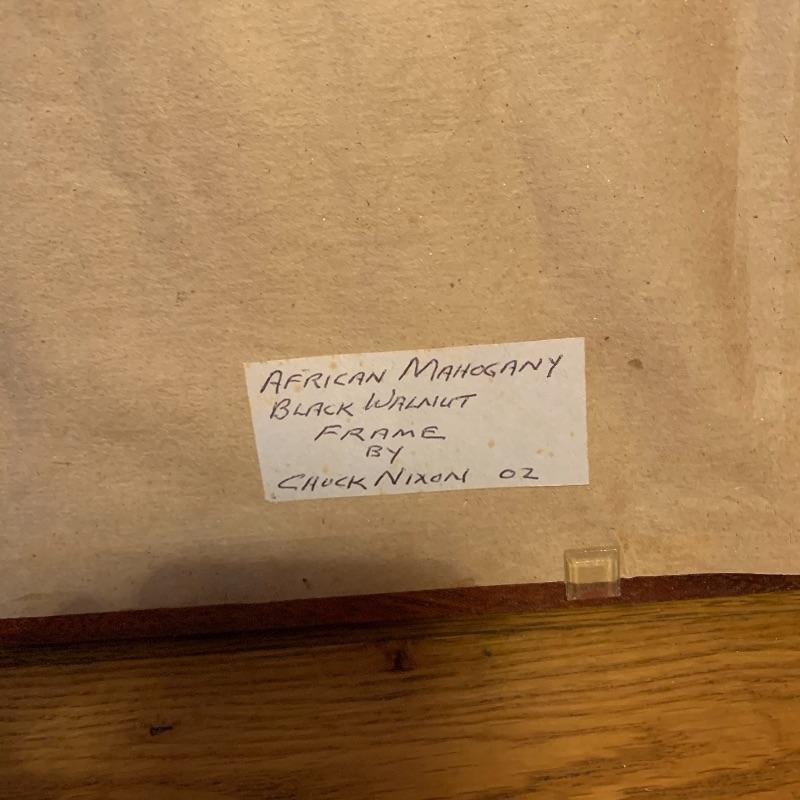 AFRICAN MAHOGANY
BLACK WALNUT
FRAME
BY
CHUCK NIXON 02